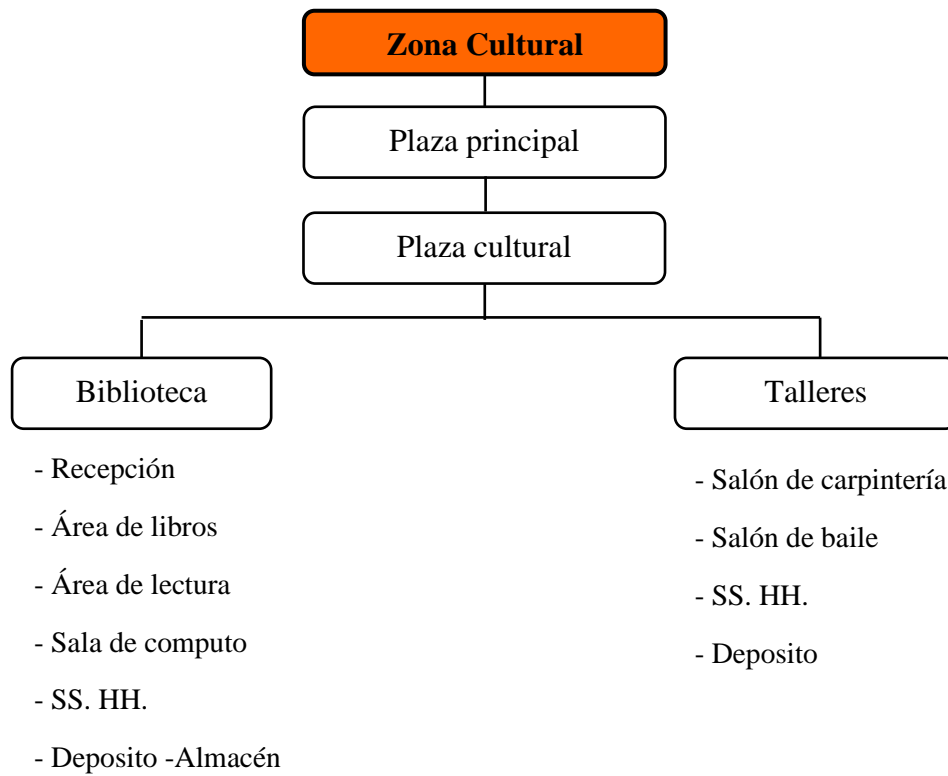 Zona Cultural
Plaza principal
Plaza cultural
Biblioteca
- Recepción
- Área de libros
- Área de lectura
- Sala de computo
- SS. HH.
- Deposito -Almacén
Talleres
- Salón de carpintería
- Salón de baile
- SS. HH.
- Deposito